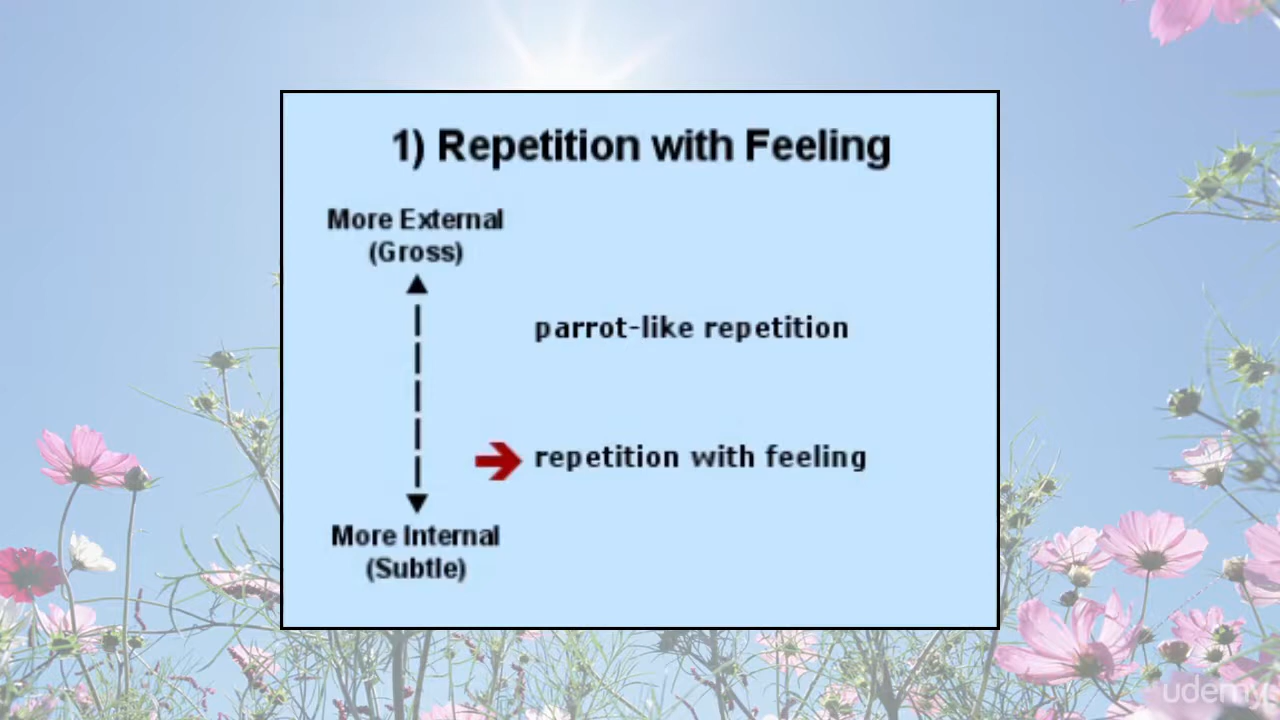 1) Repetition with Feeling
More External
(Gross)
parrot-like repetition
repetition with feeling
More Internal
(Subtle)
udemy